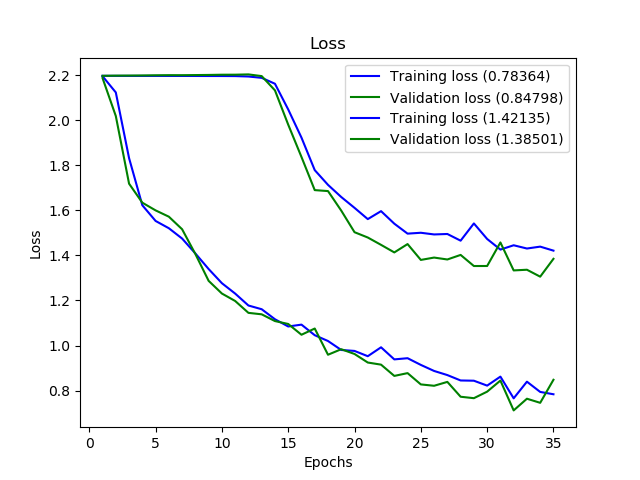 Loss
Training loss (0.78364)
Validation loss (0.84798)
Training loss (1.42135)
Validation loss (1.38501)
2.2
2.0
1.8
1.6
1.4
1.2
1.0
0.8
Loss
0 5 10 15 20 25 30 35
Epochs